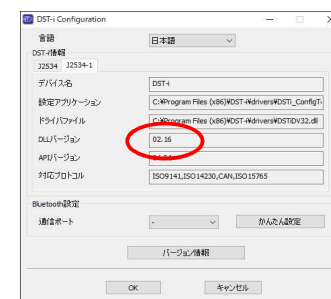 DST-i Configuration
言語 日本語
DST-i情報
J2534 J2534-1
デバイス名 DST-i
設定アプリケーション C:¥Program Files (x86)¥DST-i¥drivers¥DSTi_ConfigT
ドライバファイル C:¥Program Files (x86)¥DST-i¥drivers¥DSTiDV32.dll
DLLバージョン 02.16
APIバージョン
対応プロトコル ISO9141,ISO14230,CAN,ISO15765
Bluetooth設定
通信ポート - かんたん設定
バージョン情報
OK キャンセル